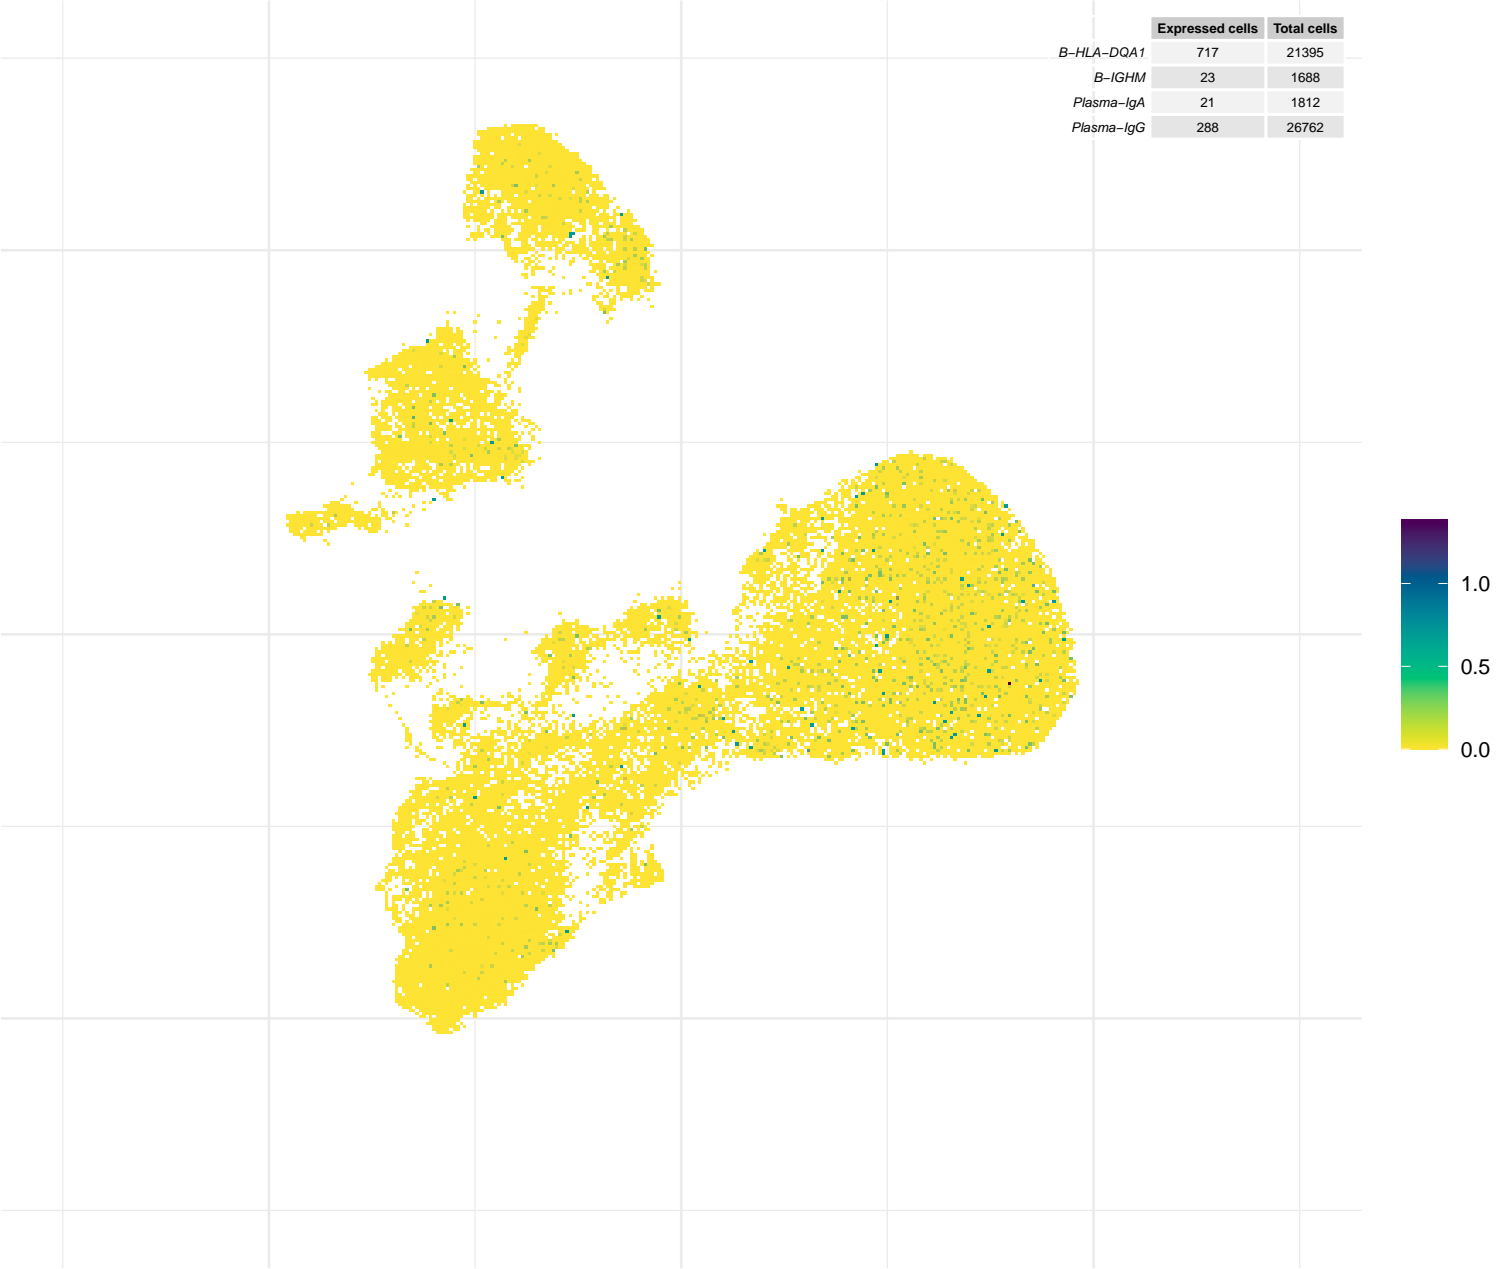 Expressed cells Total cells
B−HLA−DQA1 717 21395
B−IGHM 23 1688
Plasma−IgA 21 1812
Plasma−IgG 288 26762
1.0
0.5
0.0